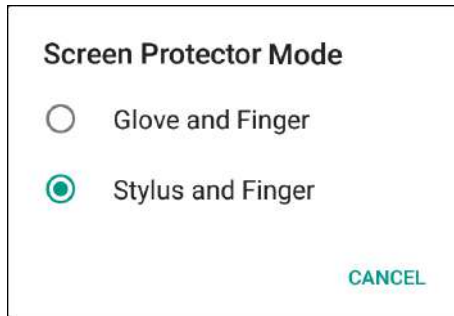 Screen Protector Mode
Glove and Finger
Stylus and Finger
CANCEL